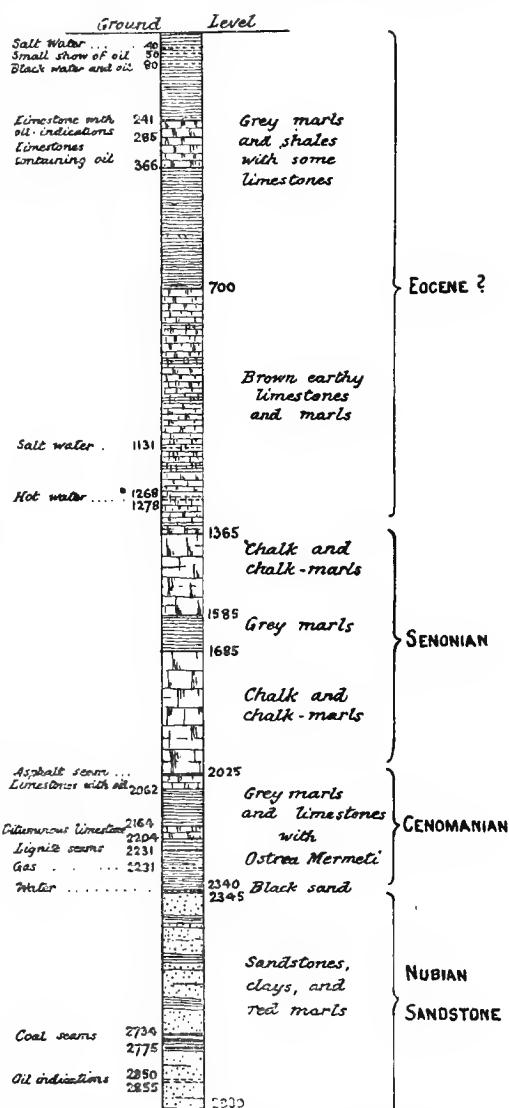 Ground Level
Salt Water .... 40
Small show of oil 50
Black water and oil 80
Limestone with 241
oil-indications
285
Limestones
containing oil 366
Grey marls
and shales
with some
limestones
700
EOCENE ?
Brown earthy
limestones
and marls
Salt water . 1131
Hot water .... 1268
1278
1365
Chalk and
chalk-marls
1585
Grey marls
1685
SENONIAN
Chalk and
chalk-marls
Asphalt seam ... 2025
Limestones with oil 2062
Grey marls
and limestones
with
Ostrea Mermeti
CENOMANIAN
Bituminous limestone 2164
2204
Lignite seams 2231
Gas . . . . 2231
Water .........
2340 Black sand
2345
Sandstones,
clays, and
red marls
NUBIAN
SANDSTONE
Coal seams 2734
2775
Oil indications 2850
2855